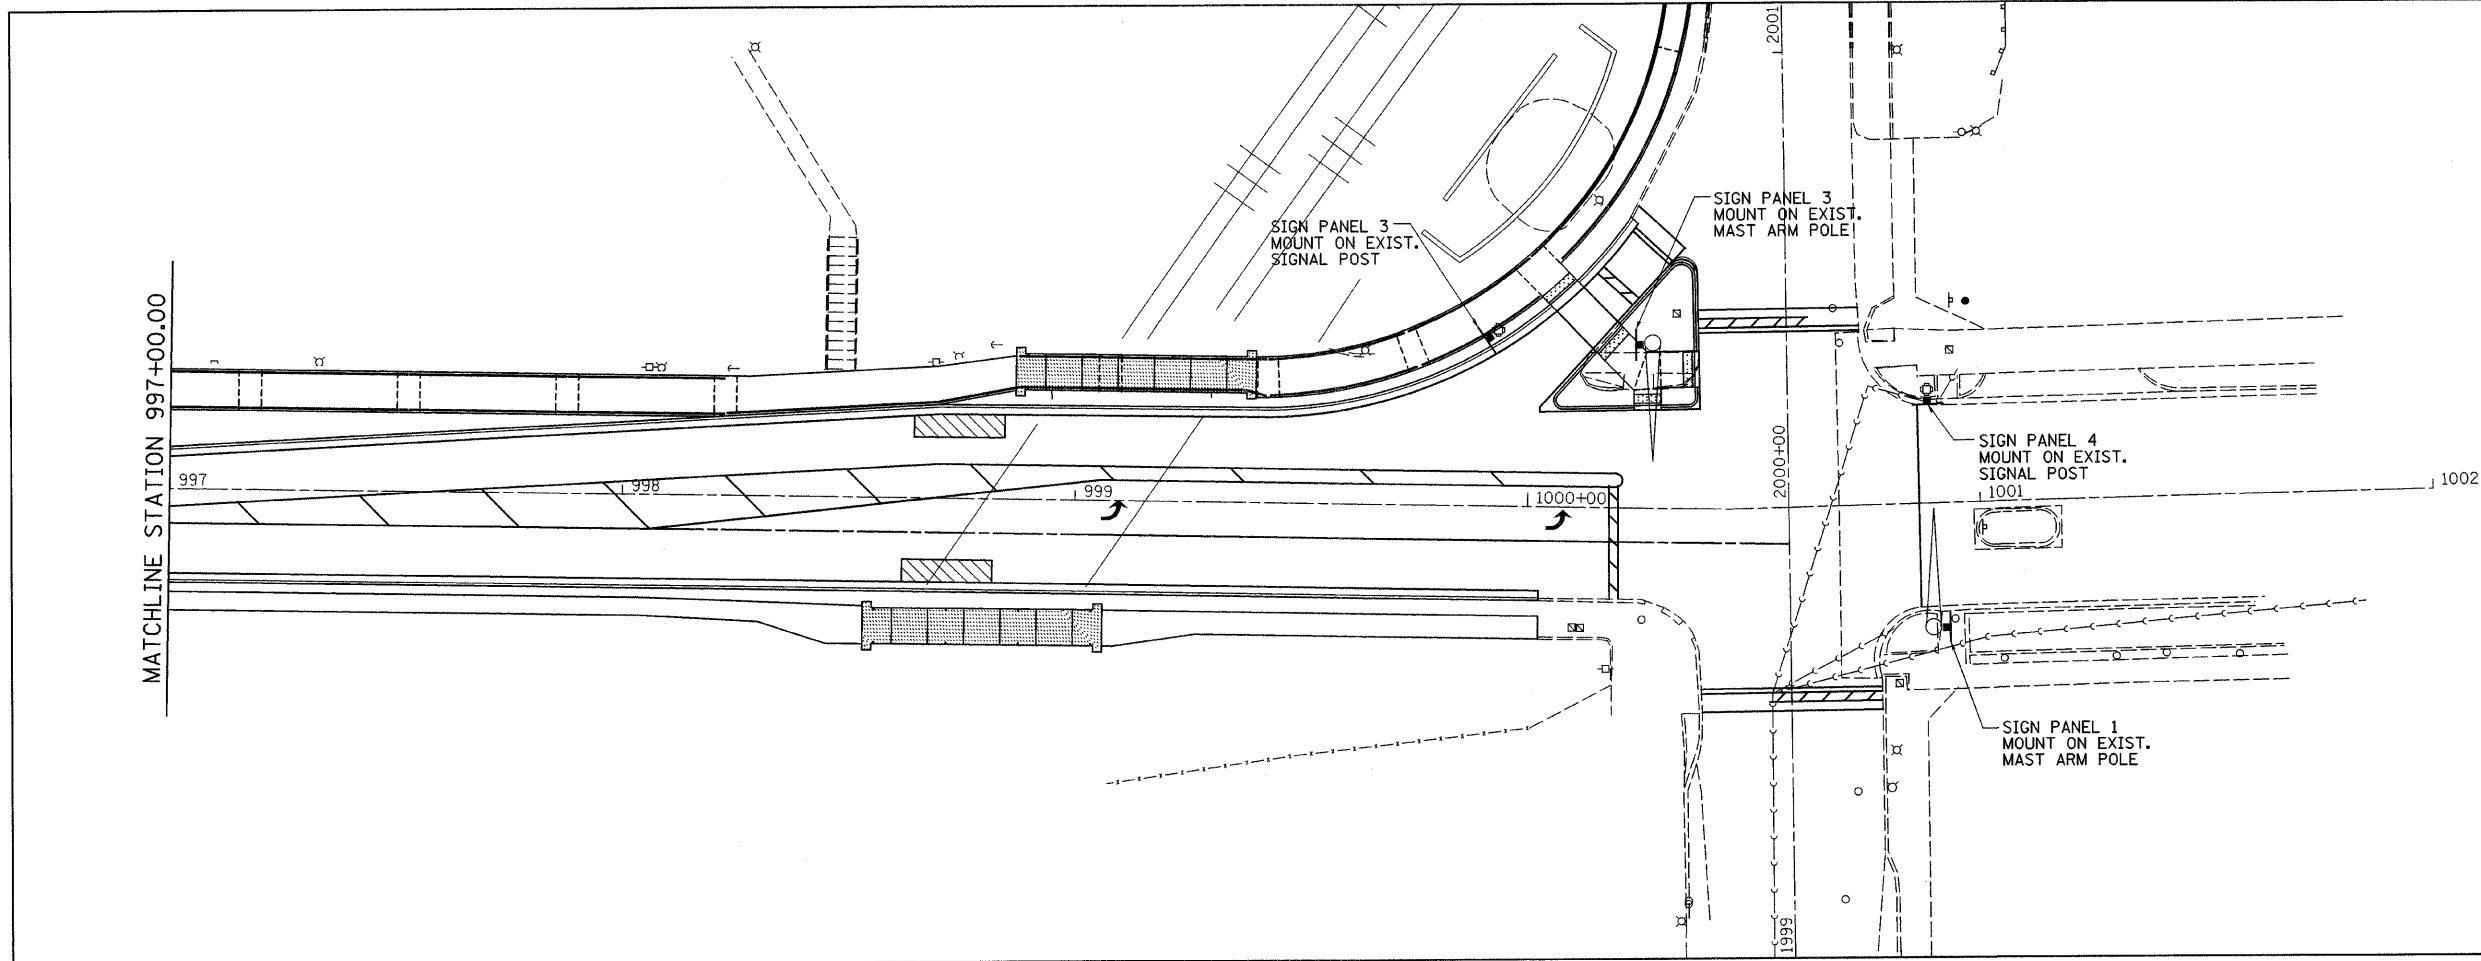 2001
SIGN PANEL 3
MOUNT ON EXIST.
MAST ARM POLE
SIGN PANEL 3
MOUNT ON EXIST.
SIGNAL POST
MATCHLINE STATION 997+00.00
2000+00
SIGN PANEL 4
MOUNT ON EXIST.
SIGNAL POST
997
998
999
1000+00
1001
1002
SIGN PANEL 1
MOUNT ON EXIST.
MAST ARM POLE
1999